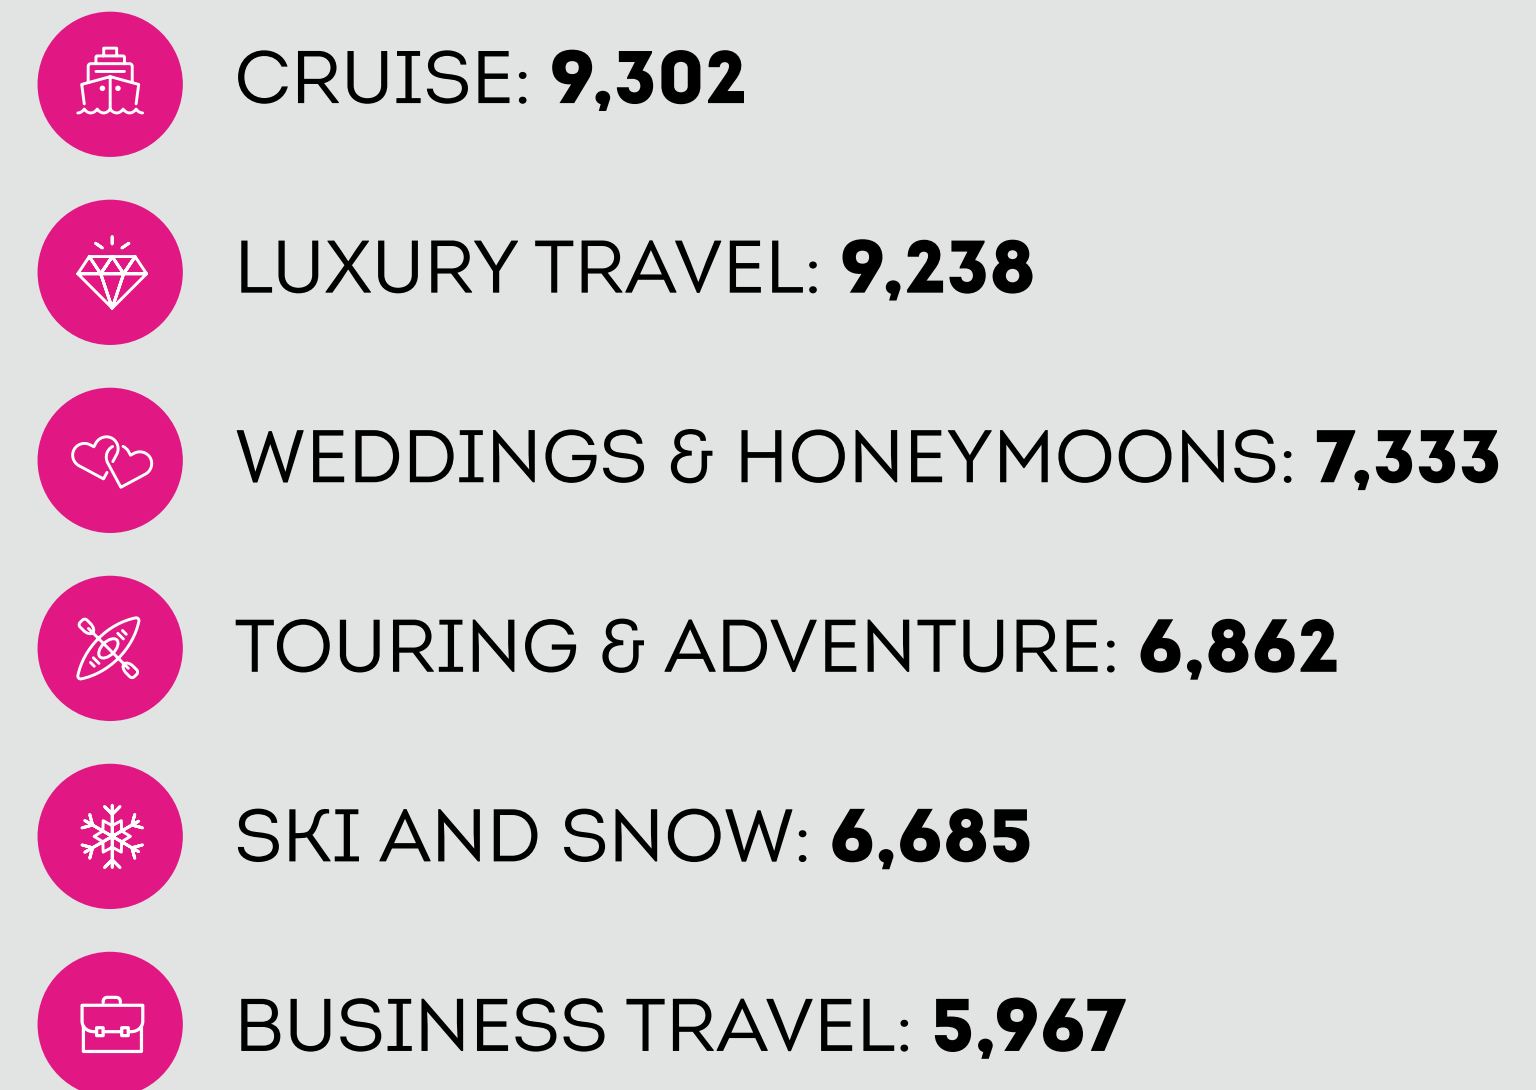 CRUISE: 9,302
LUXURY TRAVEL: 9,238
WEDDINGS & HONEYMOONS: 7,333
TOURING & ADVENTURE: 6,862
SKI AND SNOW: 6,685
BUSINESS TRAVEL: 5,967